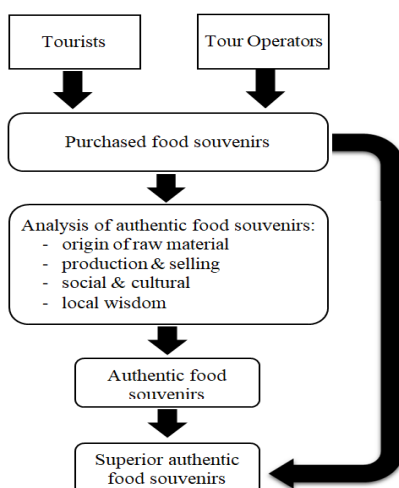 Tourists
Tour Operators
Purchased food souvenirs
Analysis of authentic food souvenirs:
- origin of raw material
- production & selling
- social & cultural
- local wisdom
Authentic food
souvenirs
Superior authentic
food souvenirs